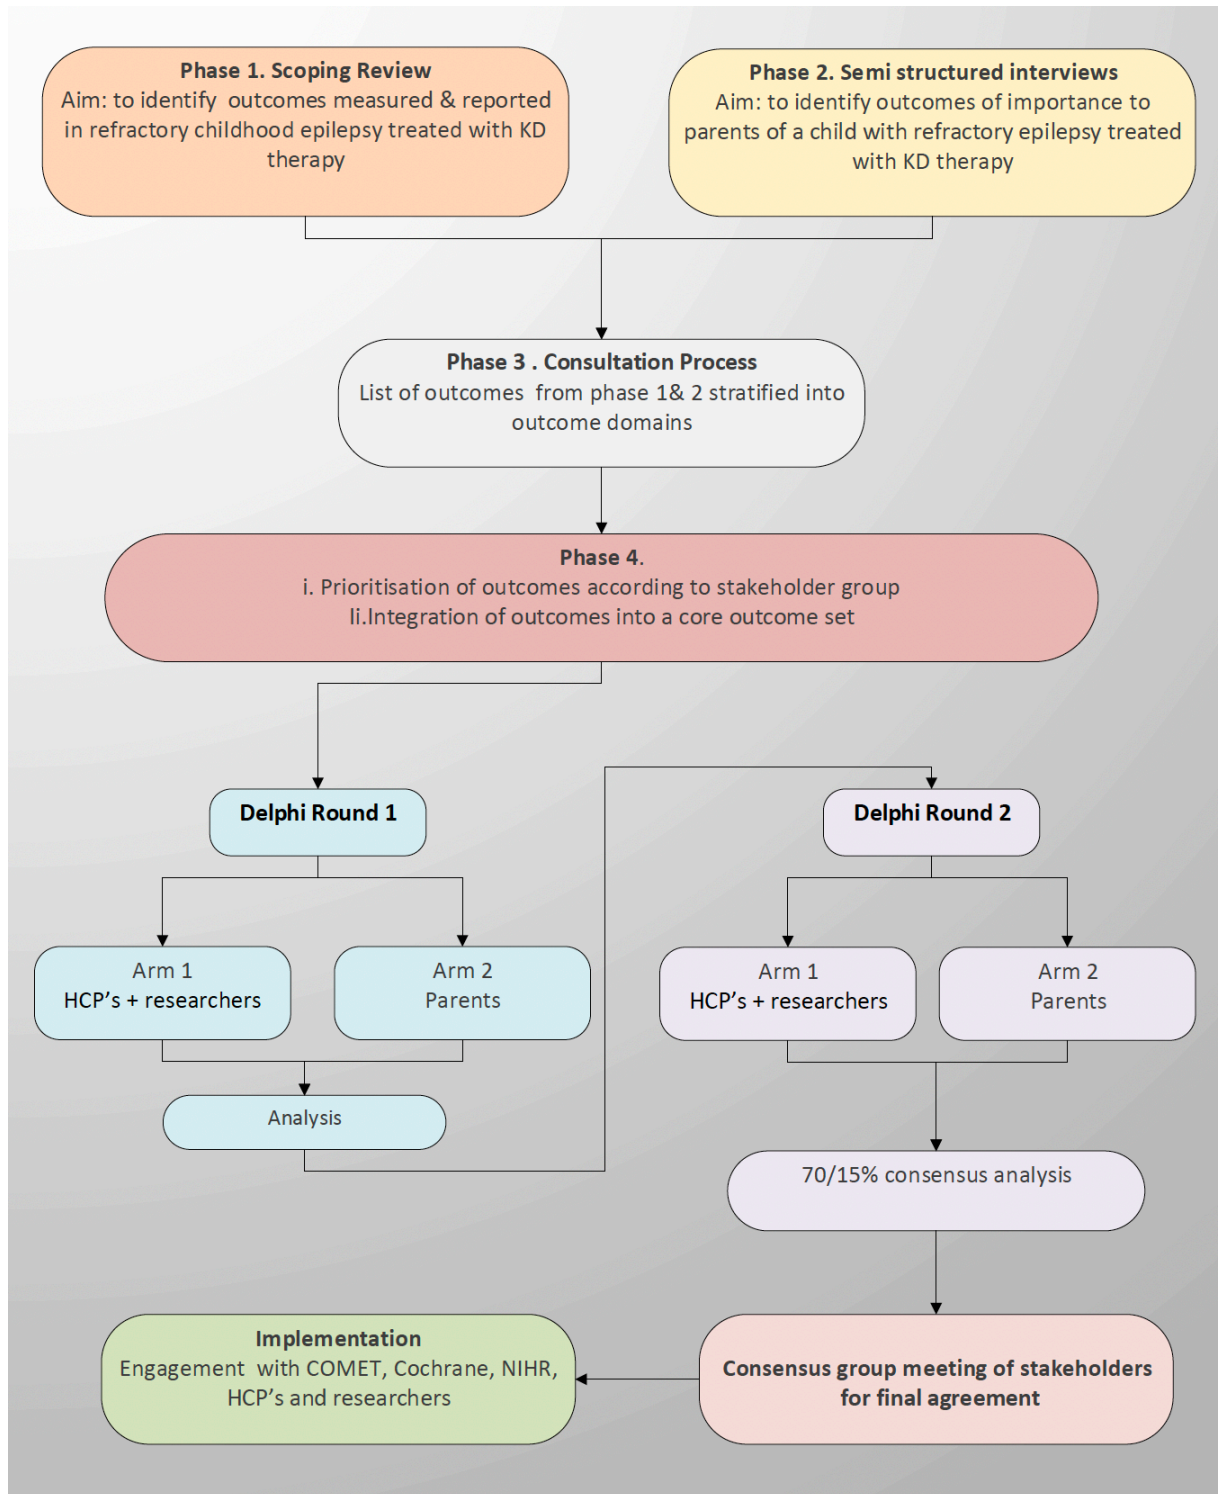 Phase 1. Scoping Review
Aim: to identify outcomes measured & reported
in refractory childhood epilepsy treated with KD
therapy
Phase 2. Semi structured interviews
Aim: to identify outcomes of importance to
parents of a child with refractory epilepsy treated
with KD therapy
Phase 3 . Consultation Process
List of outcomes from phase 1& 2 stratified into
outcome domains
Phase 4.
i. Prioritisation of outcomes according to stakeholder group
Ii.Integration of outcomes into a core outcome set
Delphi Round 1
Arm 1
HCP's + researchers
Arm 2
Parents
Analysis
Delphi Round 2
Arm 1
HCP's + researchers
Arm 2
Parents
70/15% consensus analysis
Consensus group meeting of stakeholders
for final agreement
Implementation
Engagement with COMET, Cochrane, NIHR,
HCP's and researchers